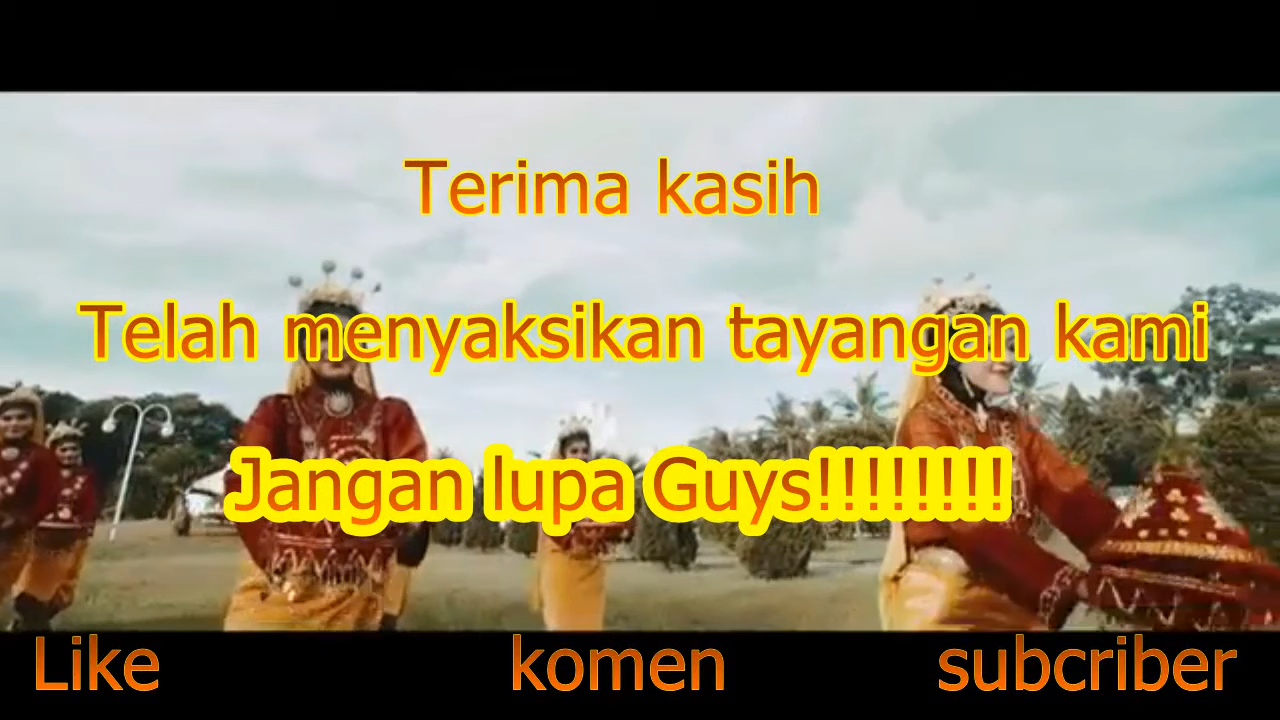 Terima kasih
Telah menyaksikan tayangan kami
Jangan lupa Guys!!!!!!!!
Like komen subcriber